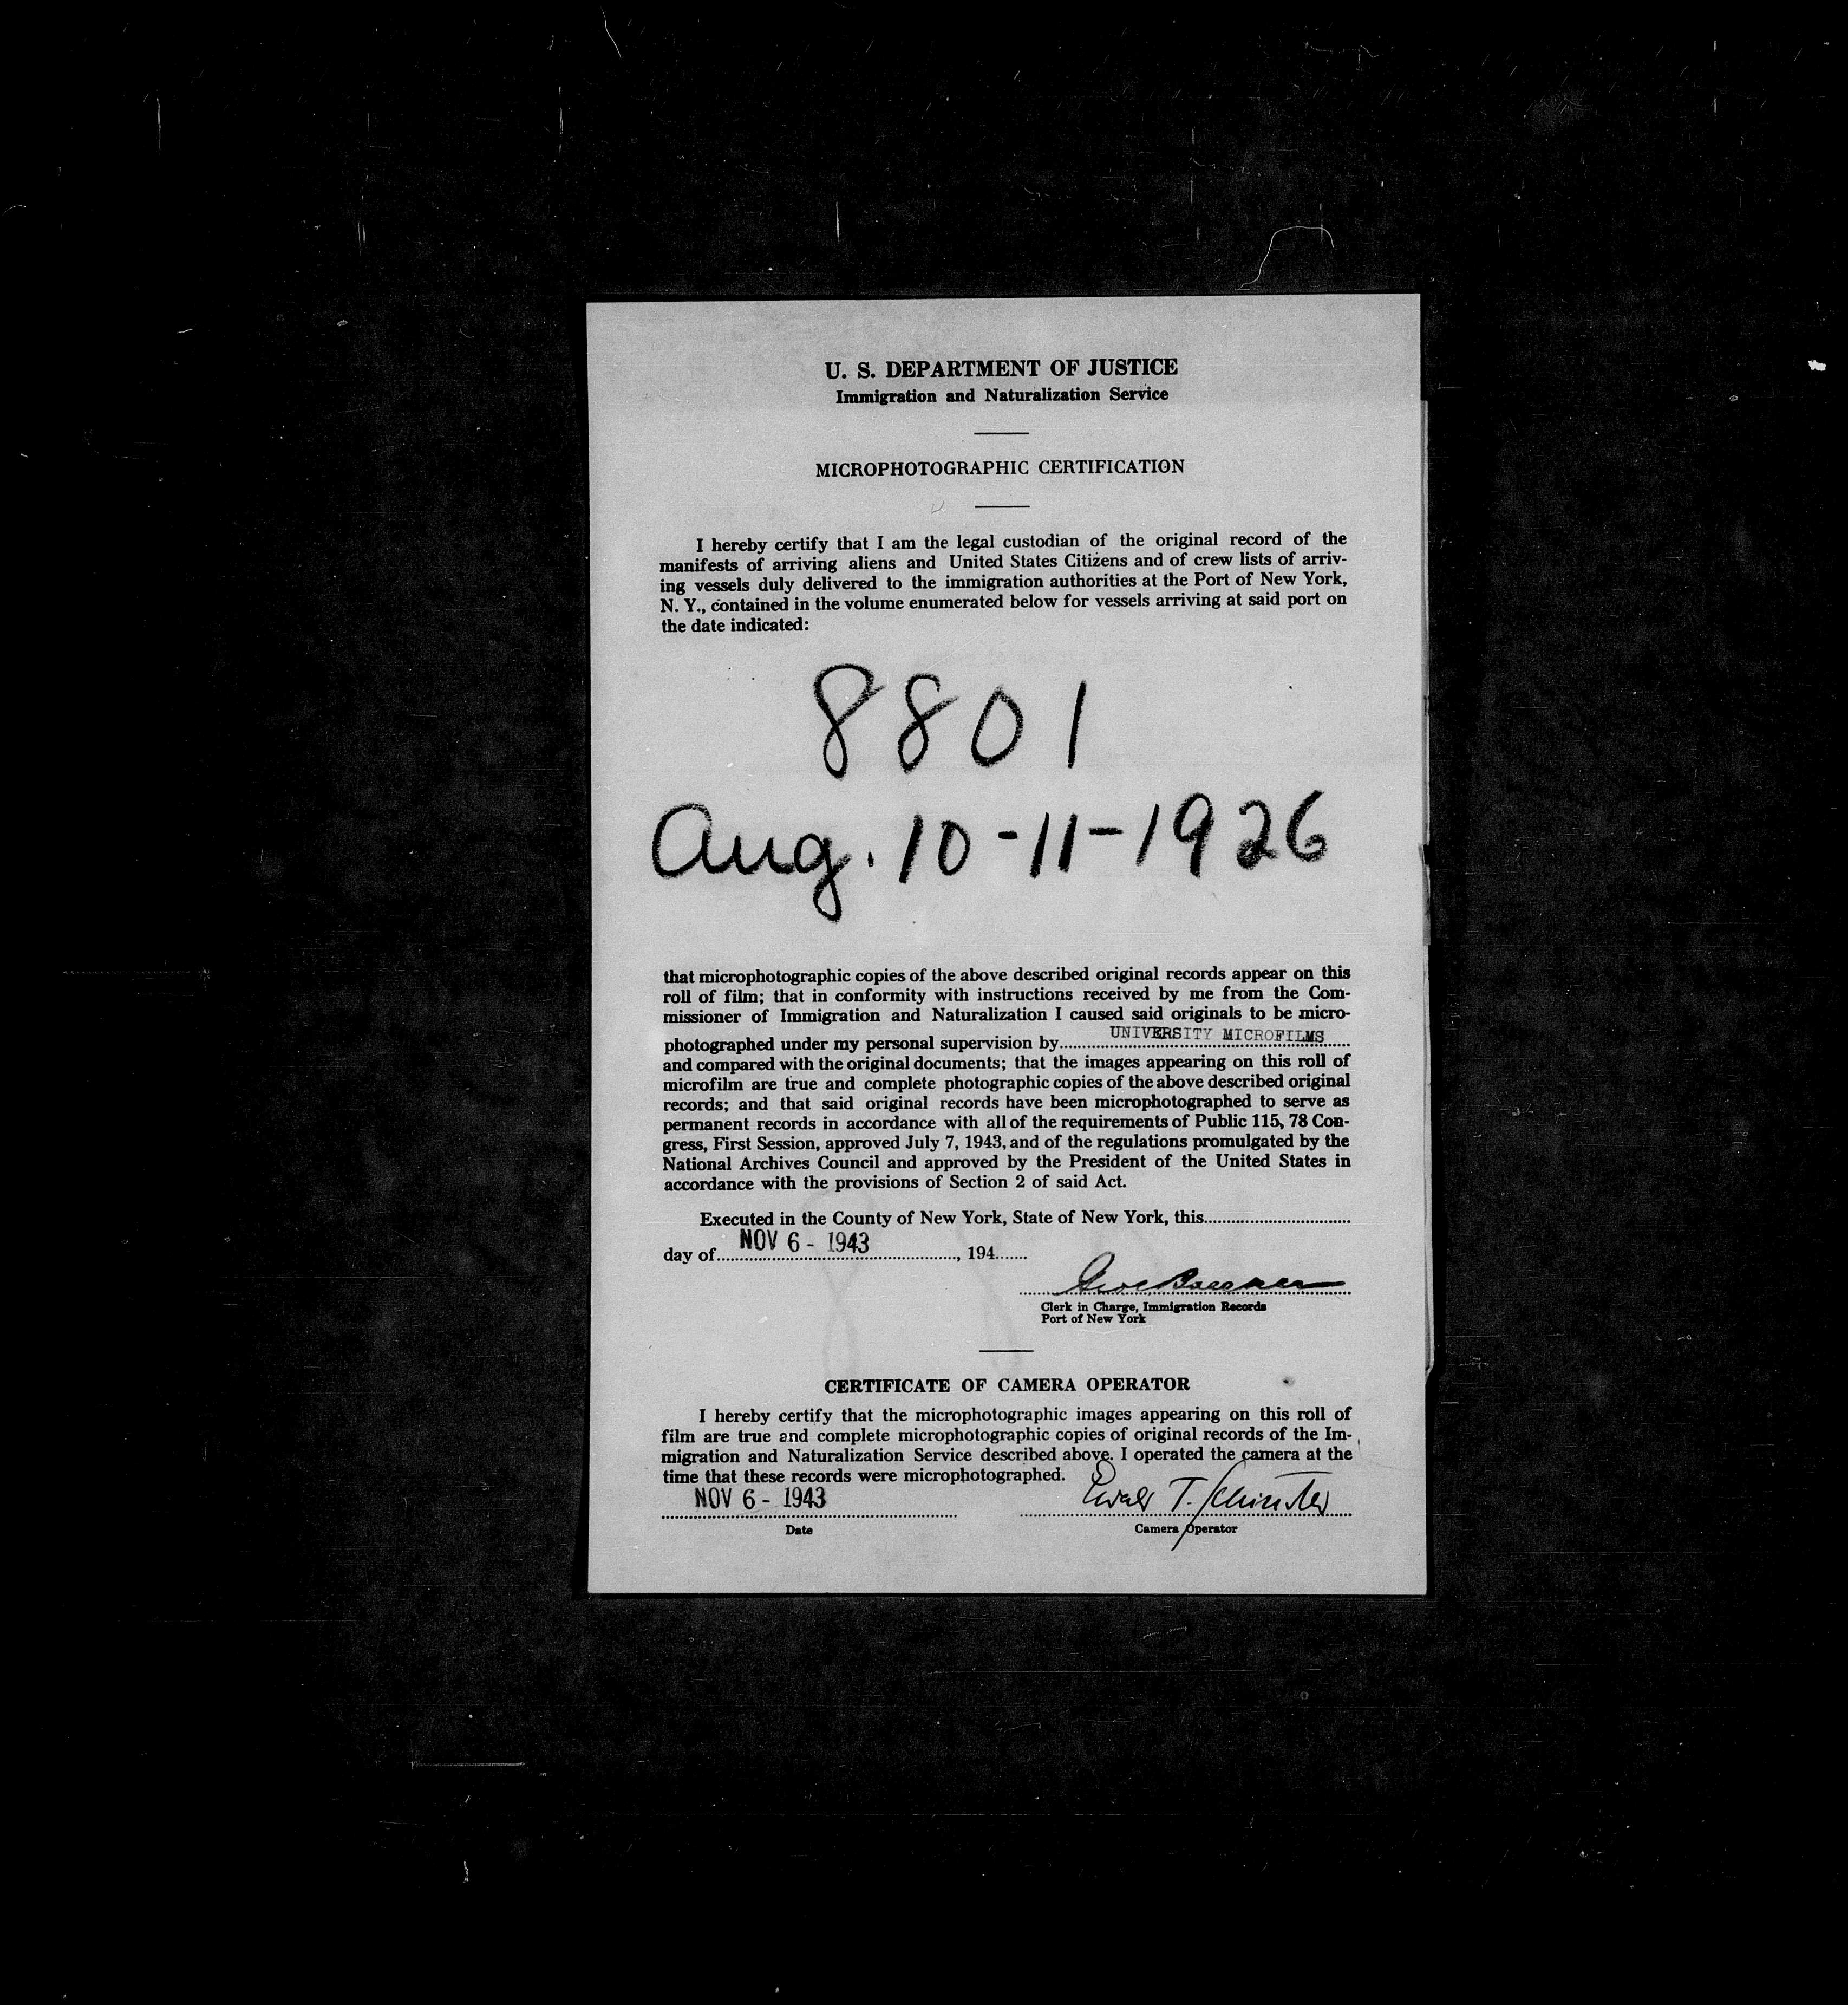 U. S. DEPARTMENT OF JUSTICE
Immigration and Naturalization Service
MICROPHOTOGRAPHIC CERTIFICATION
I hereby certify that I am the legal custodian of the original record of the
manifests of arriving aliens and United States Citizens and of crew lists of arriv-
ing vessels duly delivered to the immigration authorities at the Port of New York,
N. Y., contained in the volume enumerated below for vessels arriving at said port on
the date indicated:
8801
Aug. 10-11-1926
that microphotographic copies of the above described original records appear on this
roll of film; that in conformity with instructions received by me from the Com-
missioner of Immigration and Naturalization I caused said originals to be micro-
photographed under my personal supervision by UNIVERSITY MICROFILMS
and compared with the original documents; that the images appearing on this roll of
microfilm are true and complete photographic copies of the above described original
records; and that said original records have been microphotographed to serve as
permanent records in accordance with all of the requirements of Public 115, 78 Con-
gress, First Session, approved July 7, 1943, and of the regulations promulgated by the
National Archives Council and approved by the President of the United States in
accordance with the provisions of Section 2 of said Act.
Executed in the County of New York, State of New York, this
day of NOV 6 - 1943, 194
Clerk in Charge, Immigration Records
Port of New York
CERTIFICATE OF CAMERA OPERATOR
I hereby certify that the microphotographic images appearing on this roll of
film are true and complete microphotographic copies of original records of the Im-
migration and Naturalization Service described above. I operated the camera at the
time that these records were microphotographed.
NOV 6 - 1943 T.
Date Camera Operator